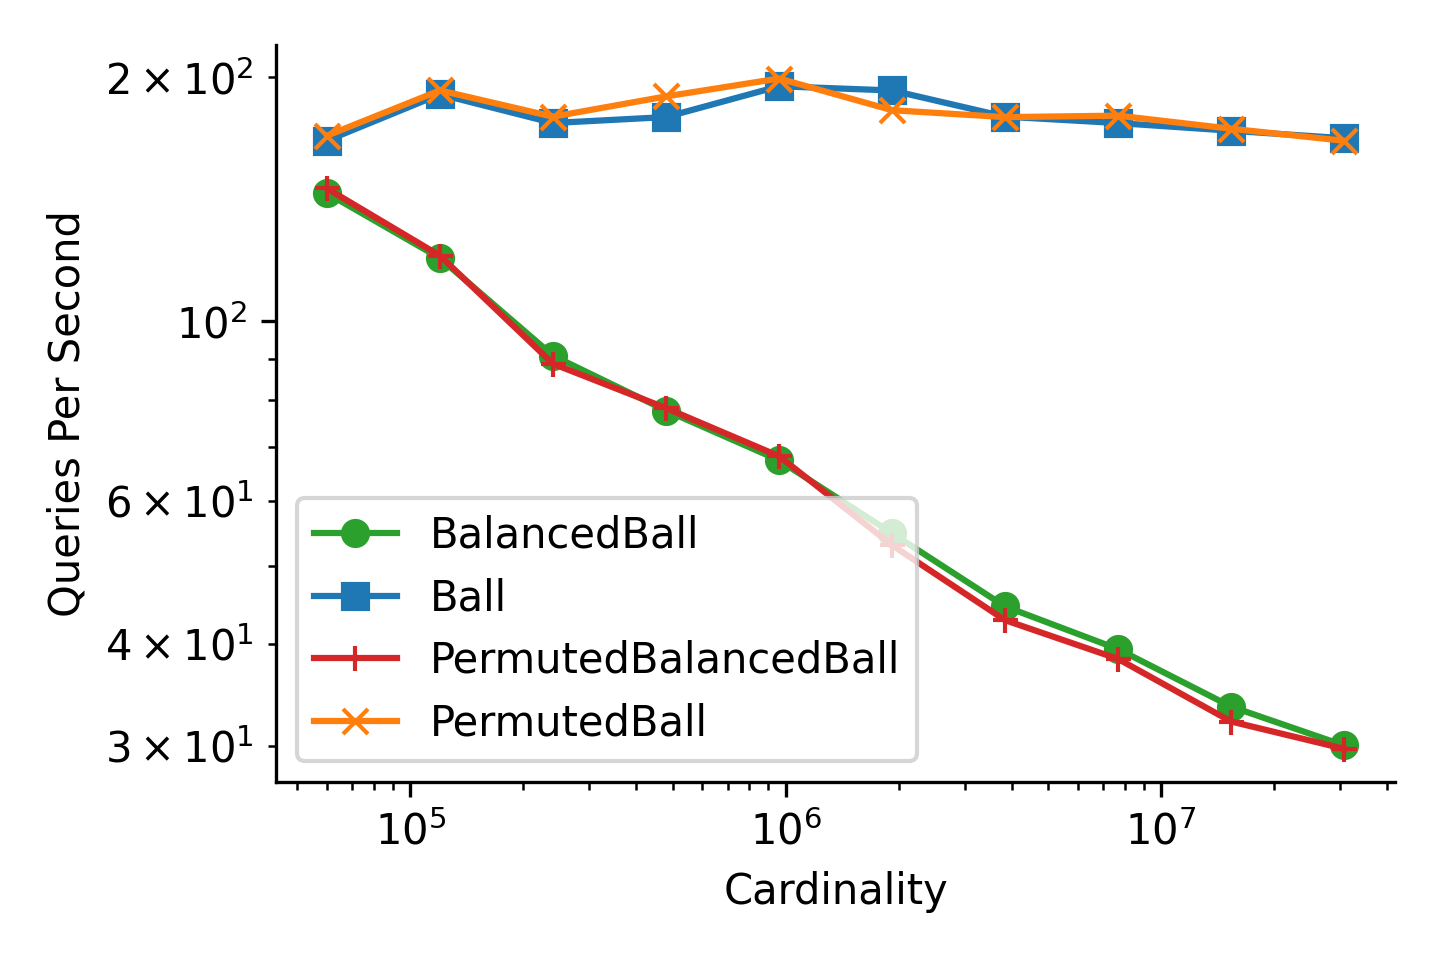 2 × 10²
10²
6 × 10¹
4 × 10¹
3 × 10¹
Queries Per Second
BalancedBall
Ball
PermutedBalancedBall
PermutedBall
10⁵ 10⁶ 10⁷
Cardinality